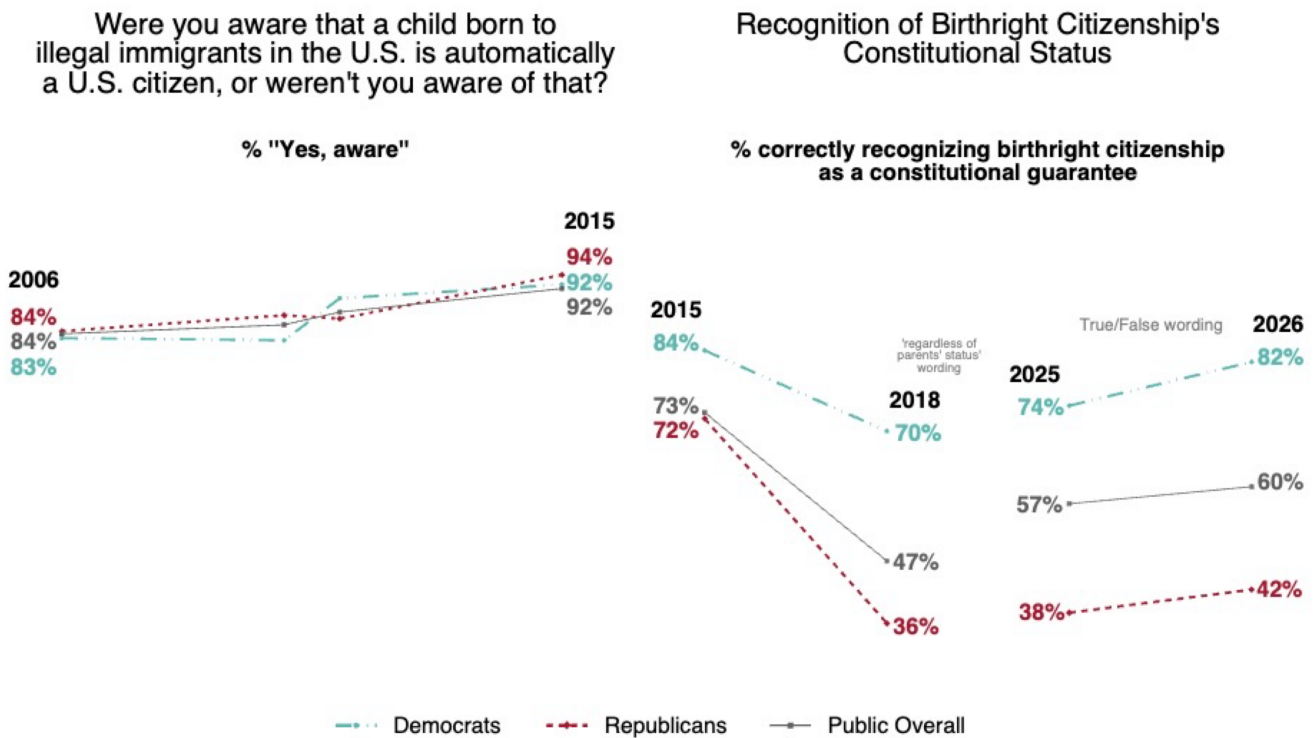 Were you aware that a child born to
illegal immigrants in the U.S. is automatically
a U.S. citizen, or weren't you aware of that?
% "Yes, aware"
2006
84%
84%
83%
2015
94%
92%
92%
Recognition of Birthright Citizenship's
Constitutional Status
% correctly recognizing birthright citizenship
as a constitutional guarantee
2015
84%
73%
72%
'regardless of
parents' status'
wording
2018
70%
47%
36%
True/False wording
2025
74%
57%
38%
2026
82%
60%
42%
Democrats
Republicans
Public Overall